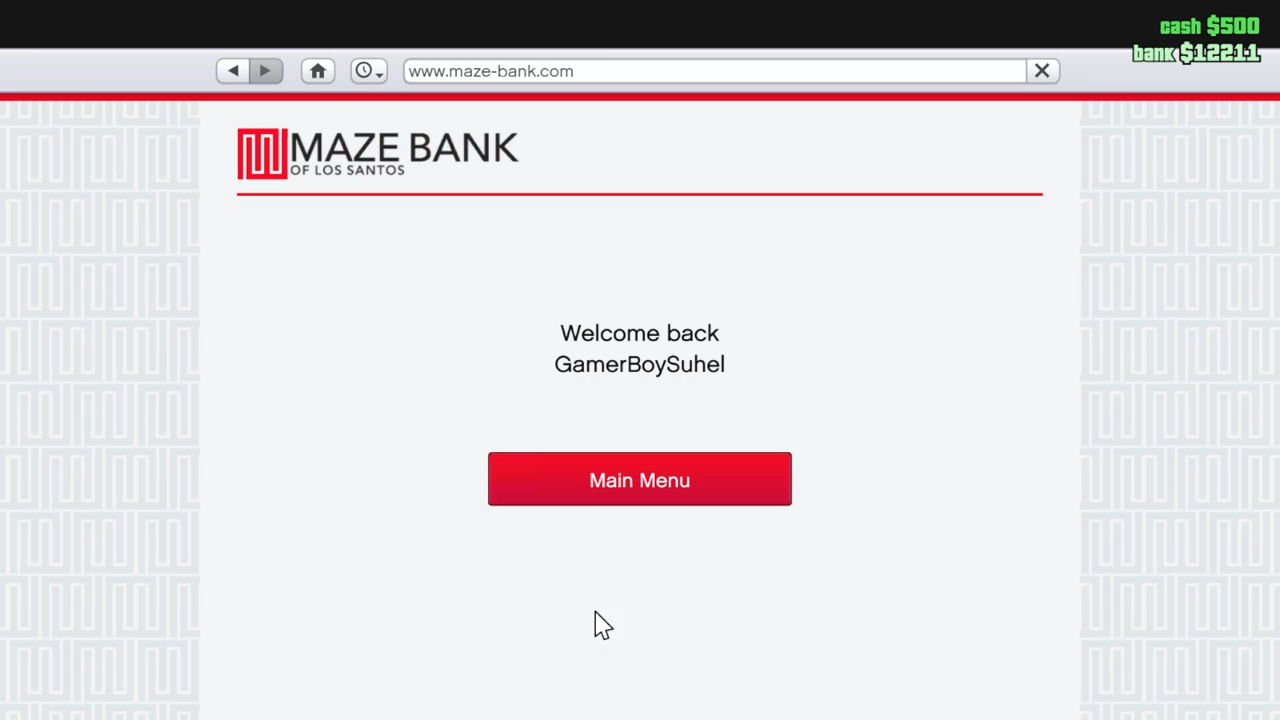 cash $500
bank $12211
www.maze-bank.com
MAZE BANK
OF LOS SANTOS
Welcome back
GamerBoySuhel
Main Menu